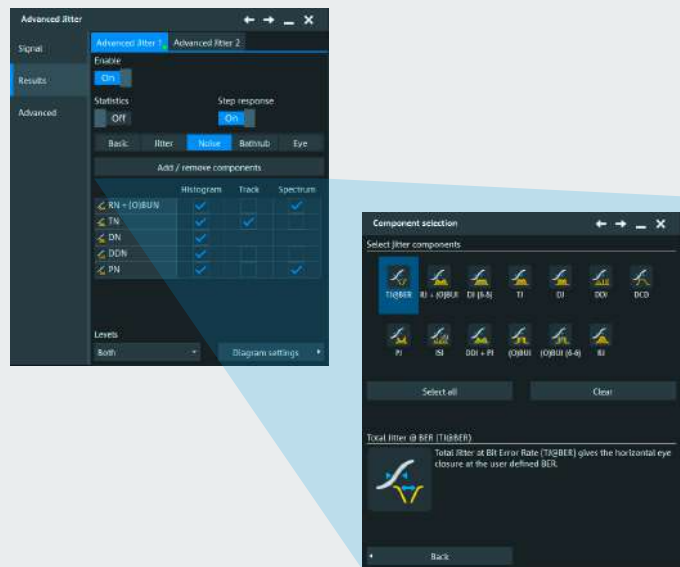 Advanced Jitter
Signal
Results
Advanced
Advanced Jitter 1
Advanced Jitter 2
Enable
On
Statistics
Step response
Off
On
Basic
Jitter
Noise
Bathtub
Eye
Add / remove components
Histogram
Track
Spectrum
RN + (O)BUN
TN
DN
DDN
PN
Levels
Both
Diagram settings
Component selection
Select jitter components
TJ@BER
RJ + (O)BUJ
DJ (δ-δ)
TJ
DJ
DDJ
DCD
PJ
ISI
DDJ + PJ
(O)BUJ
(O)BUJ (δ-δ)
RJ
Select all
Clear
Total Jitter @ BER (TJ@BER)
Total Jitter at Bit Error Rate (TJ@BER) gives the horizontal eye
closure at the user defined BER.
Back